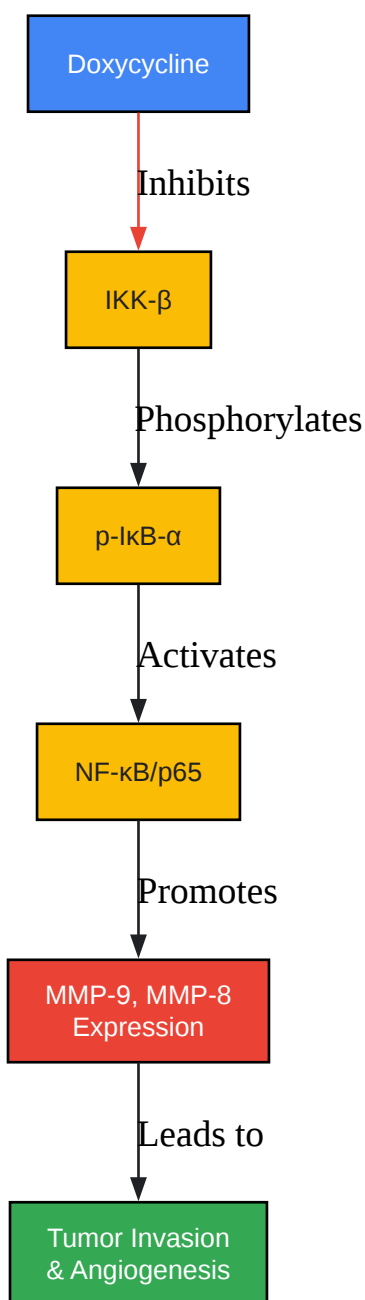 Doxycycline
Inhibits
IKK-β
Phosphorylates
p-IκB-α
Activates
NF-κB/p65
Promotes
MMP-9, MMP-8
Expression
Leads to
Tumor Invasion
& Angiogenesis